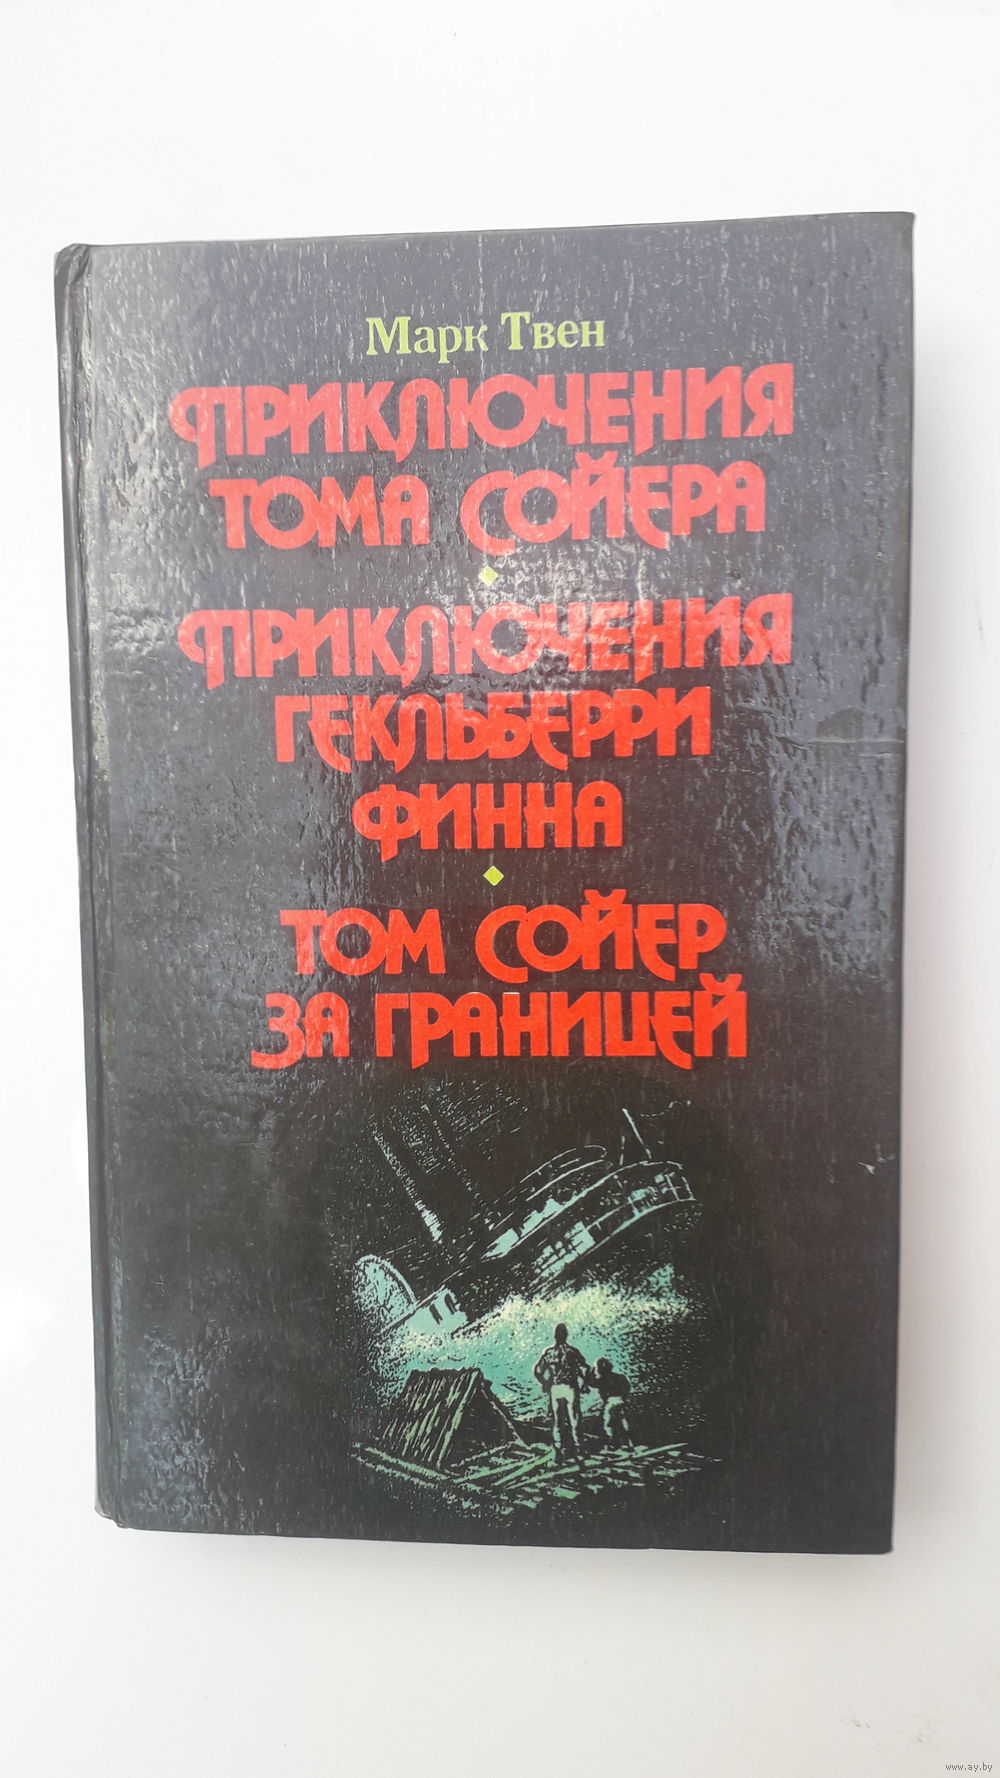 Марк Твен
ПРИКЛЮЧЕНИЯ
ТОМА СОЙЕРА
ПРИКЛЮЧЕНИЯ
ГЕКЛЬБЕРРИ
ФИННА
ТОМ СОЙЕР
ЗА ГРАНИЦЕЙ
www.ay.by